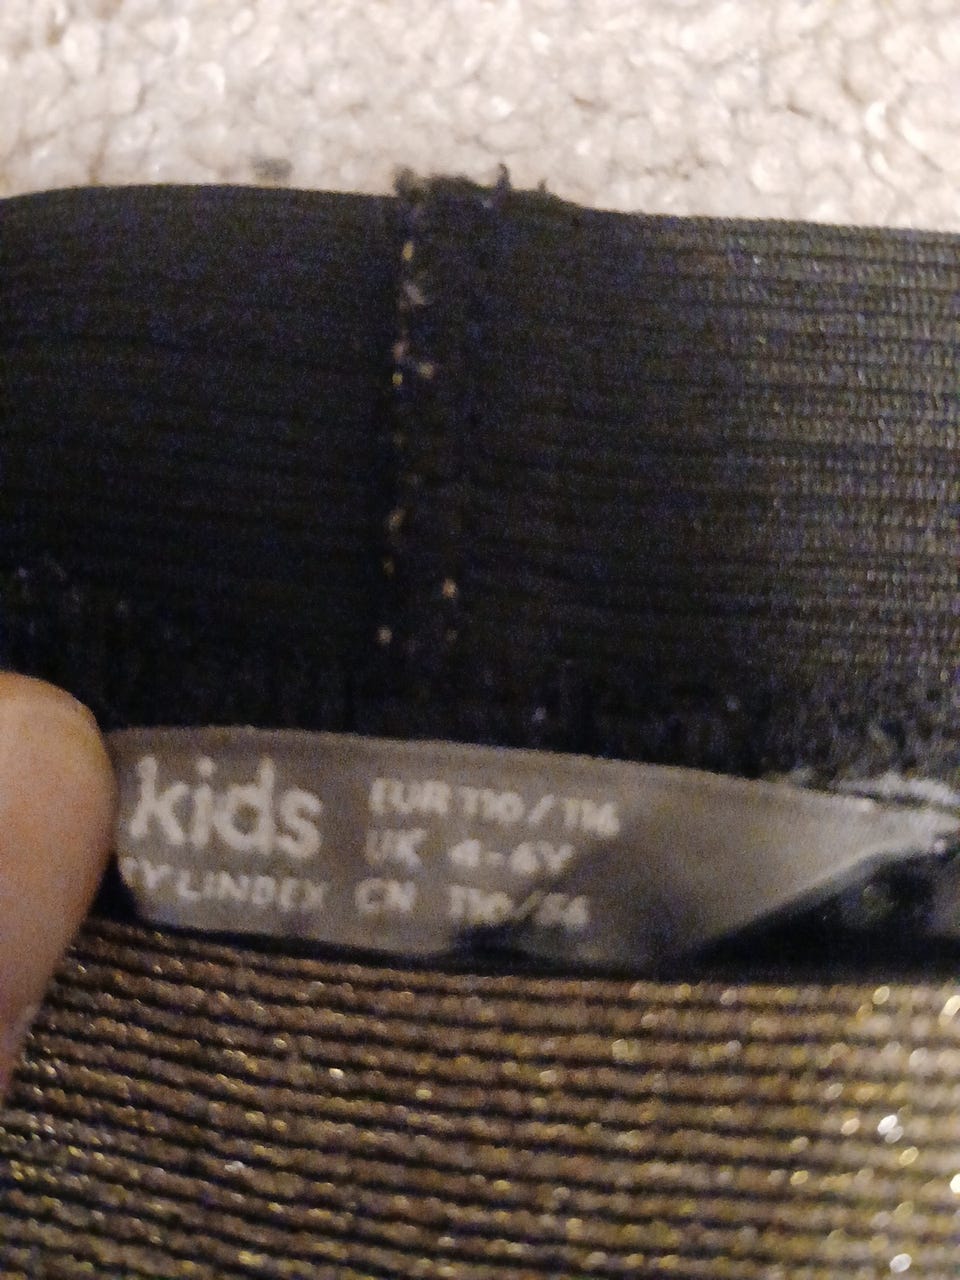 kids
BY LINDEX
EUR 110/116
UK 4-6Y
CN 110/56